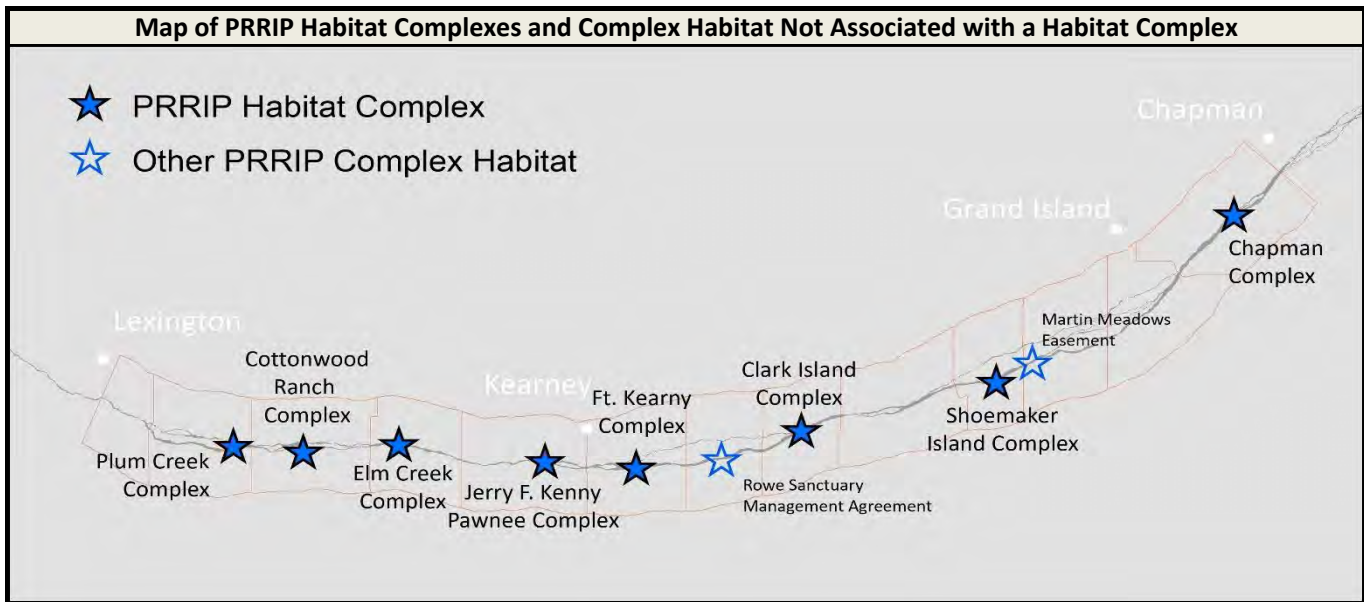 Map of PRRIP Habitat Complexes and Complex Habitat Not Associated with a Habitat Complex
PRRIP Habitat Complex
Other PRRIP Complex Habitat
Chapman
Grand Island
Chapman
Complex
Martin Meadows
Easement
Lexington
Cottonwood
Ranch
Complex
Kearney
Ft. Kearny
Complex
Clark Island
Complex
Shoemaker
Island Complex
Plum Creek
Complex
Elm Creek
Complex
Jerry F. Kenny
Pawnee Complex
Rowe Sanctuary
Management Agreement